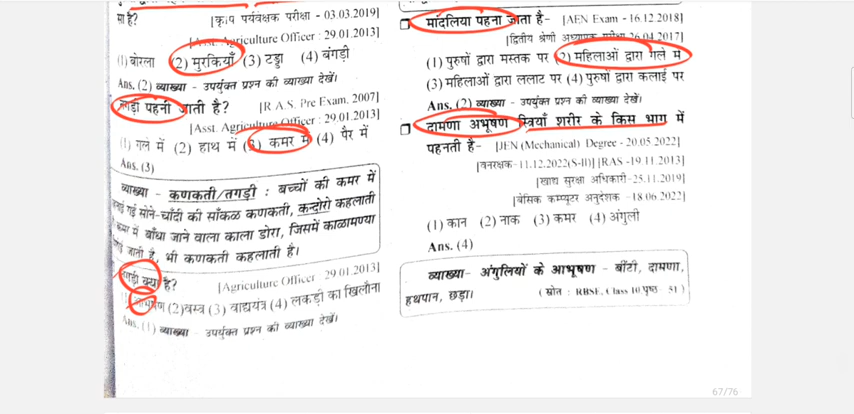 सा है? [कृषि पर्यवेक्षक परीक्षा - 03.03.2019]
[Asst. Agriculture Officer : 29.01.2013]
(1) बोरला (2) मुरकियाँ (3) टड्डा (4) बंगड़ी
Ans. (2) व्याख्या - उपर्युक्त प्रश्न की व्याख्या देखें।
तगड़ी पहनी जाती है? [R.A.S. Pre Exam. 2007]
[Asst. Agriculture Officer : 29.01.2013]
(1) गले में (2) हाथ में (3) कमर में (4) पैर में
Ans. (3)
व्याख्या - कणकती/तगड़ी : बच्चों की कमर में
गई सोने-चाँदी की साँकळ कणकती, कन्दोरो कहलाती
कमर में बाँधा जाने वाला काला डोरा, जिसमें काळामण्या
जाती है, भी कणकती कहलाती है।
तगड़ी क्या है? [Agriculture Officer 29.01.2013]
आभूषण (2) वस्त्र (3) वाद्ययंत्र (4) लकड़ी का खिलौना
Ans. (1) व्याख्या - उपर्युक्त प्रश्न की व्याख्या देखें।
मांदलिया पहना जाता है- [AEN Exam - 16.12.2018]
[द्वितीय श्रेणी अध्यापक परीक्षा 26.04.2017]
(1) पुरुषों द्वारा मस्तक पर (2) महिलाओं द्वारा गले में
(3) महिलाओं द्वारा ललाट पर (4) पुरुषों द्वारा कलाई पर
Ans. (2) व्याख्या - उपर्युक्त प्रश्न की व्याख्या देखें।
दामणा अभूषण स्त्रियाँ शरीर के किस भाग में
पहनती है- [JEN (Mechanical) Degree - 20.05.2022]
[वनरक्षक-11.12.2022(S-II)] [RAS -19.11.2013]
[खाद्य सुरक्षा अधिकारी-25.11.2019]
[बेसिक कम्प्यूटर अनुदेशक -18.06.2022]
(1) कान (2) नाक (3) कमर (4) अंगुली
Ans. (4)
व्याख्या- अंगुलियों के आभूषण - बींटी, दामणा,
हथपान, छड़ा। (स्रोत : RBSE, Class 10 पृष्ठ- 51)
67/76